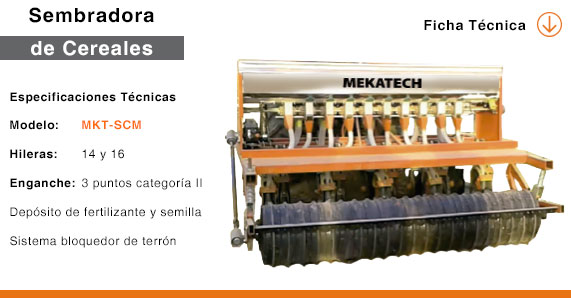 Sembradora
de Cereales
Ficha Técnica
Especificaciones Técnicas
Modelo: MKT-SCM
Hileras: 14 y 16
Enganche: 3 puntos categoría II
Depósito de fertilizante y semilla
Sistema bloquedor de terrón
MEKATECH